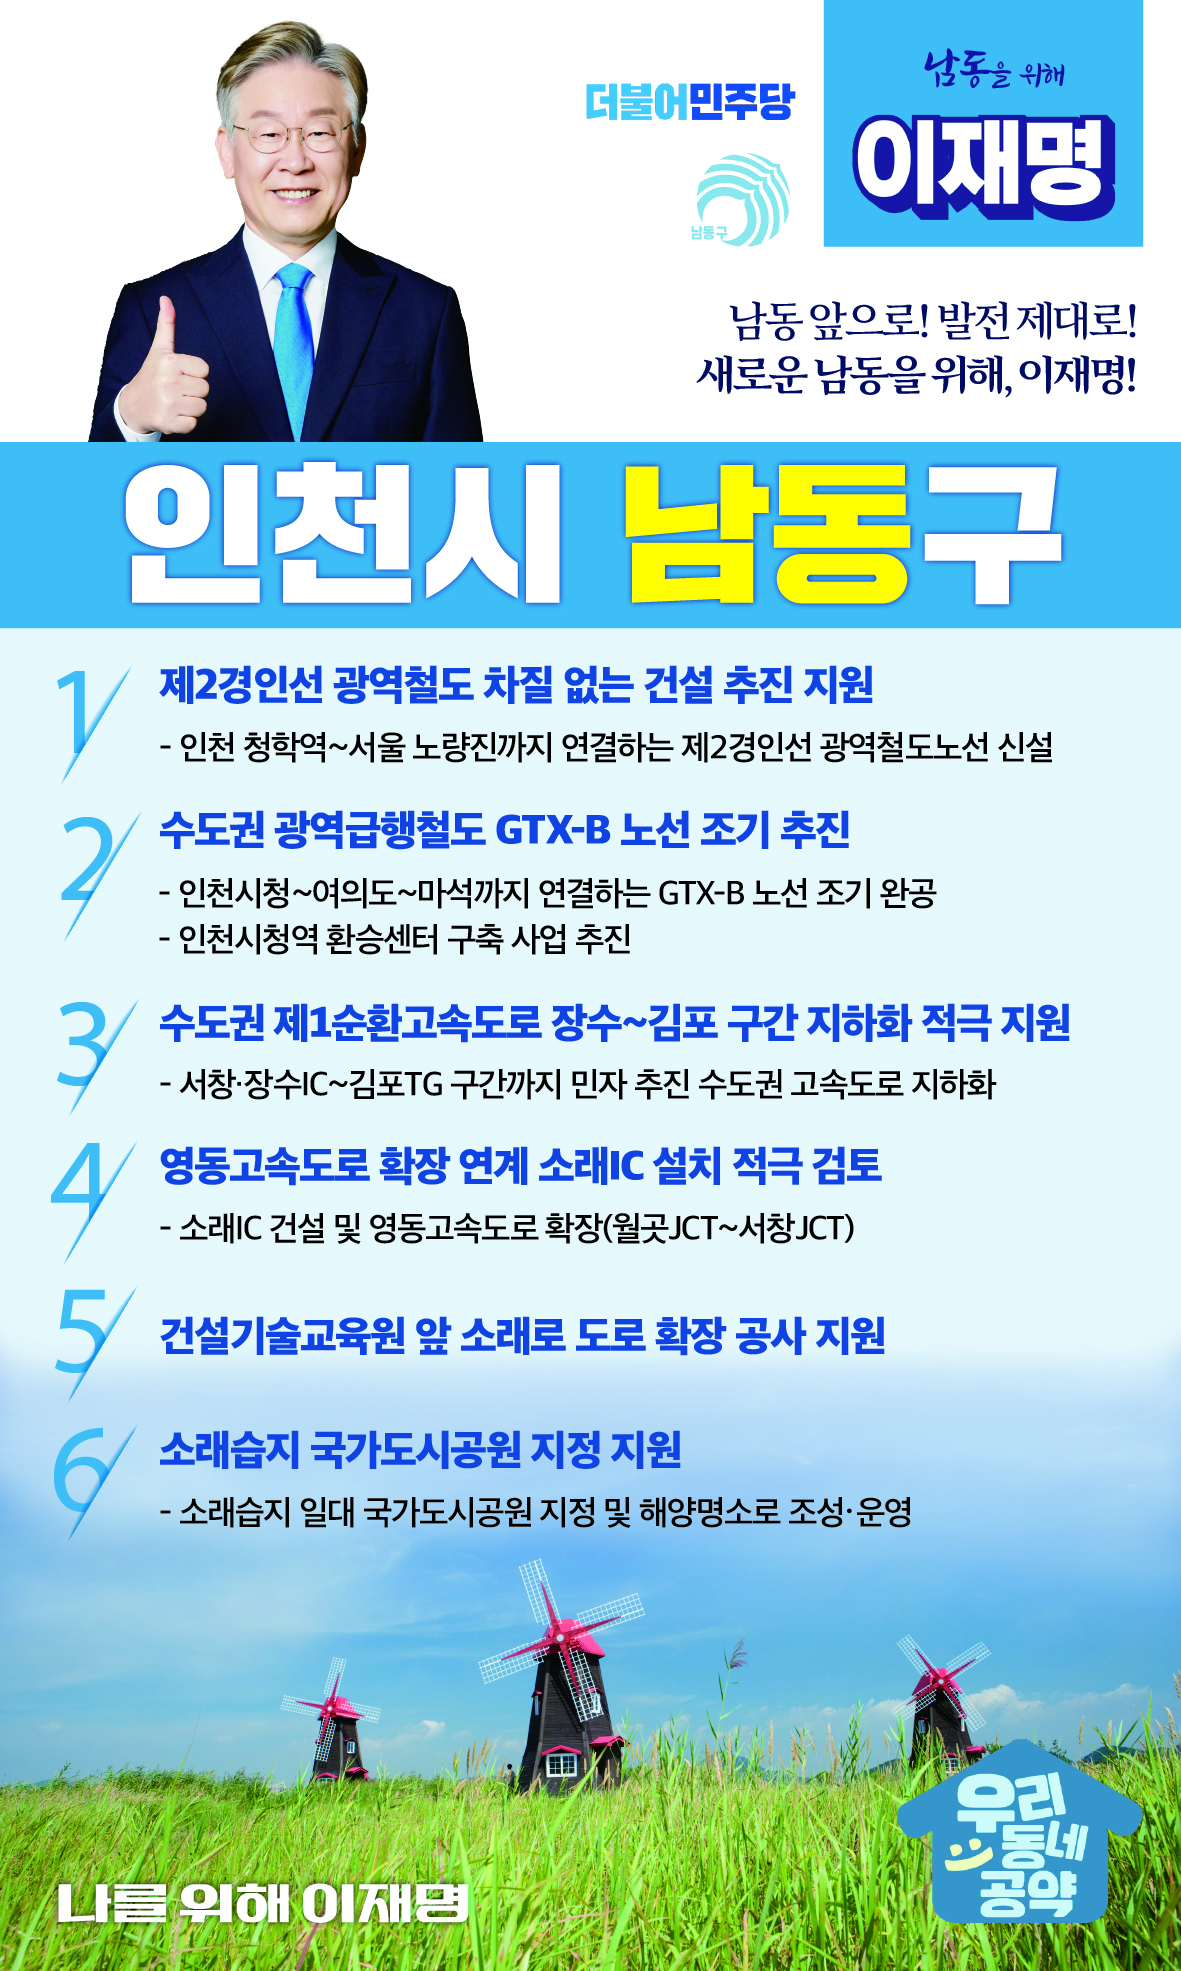 더불어민주당
남동을 위해
이재명
남동구
남동 앞으로! 발전 제대로!
새로운 남동을 위해, 이재명!
인천시 남동구
1 제2경인선 광역철도 차질 없는 건설 추진 지원
- 인천 청학역~서울 노량진까지 연결하는 제2경인선 광역철도노선 신설
2 수도권 광역급행철도 GTX-B 노선 조기 추진
- 인천시청~여의도~마석까지 연결하는 GTX-B 노선 조기 완공
- 인천시청역 환승센터 구축 사업 추진
3 수도권 제1순환고속도로 장수~김포 구간 지하화 적극 지원
- 서창·장수IC~김포TG 구간까지 민자 추진 수도권 고속도로 지하화
4 영동고속도로 확장 연계 소래IC 설치 적극 검토
- 소래IC 건설 및 영동고속도로 확장(월곳JCT~서창JCT)
5 건설기술교육원 앞 소래로 도로 확장 공사 지원
6 소래습지 국가도시공원 지정 지원
- 소래습지 일대 국가도시공원 지정 및 해양명소로 조성·운영
우리
동네
공약
나를 위해 이재명